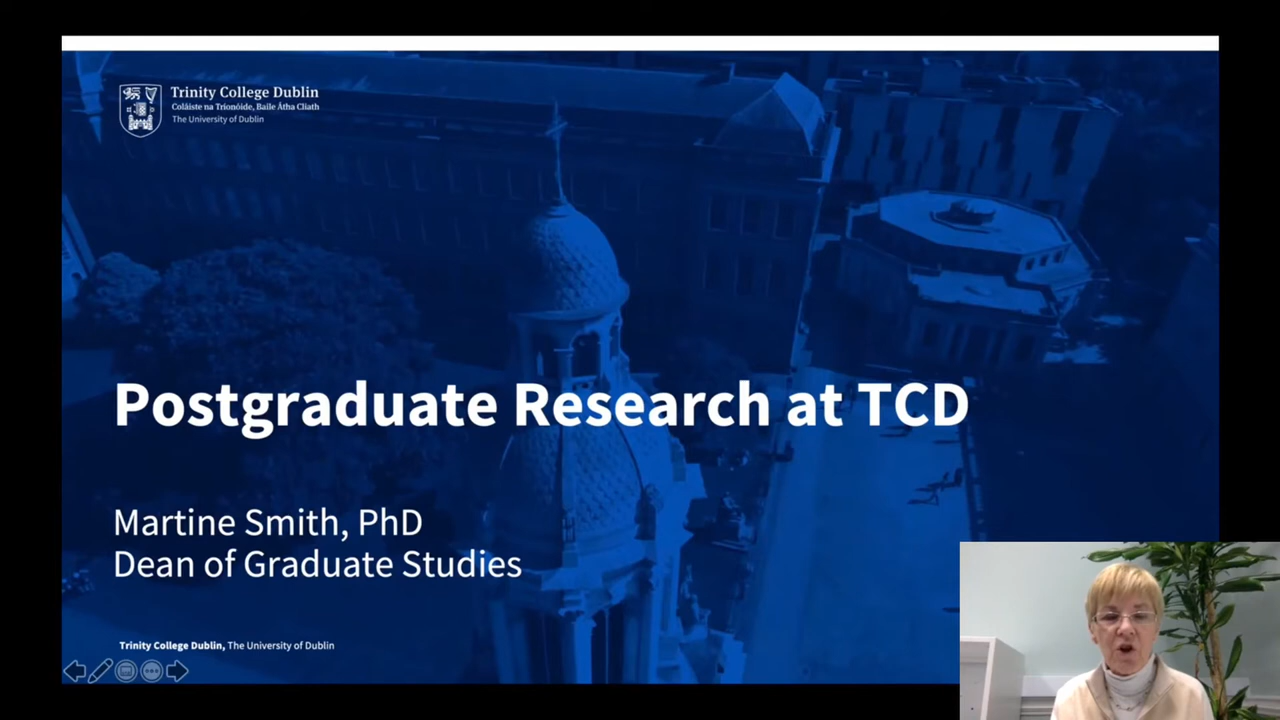 Trinity College Dublin
Coláiste na Tríonóide, Baile Átha Cliath
The University of Dublin
Postgraduate Research at TCD
Martine Smith, PhD
Dean of Graduate Studies
Trinity College Dublin, The University of Dublin